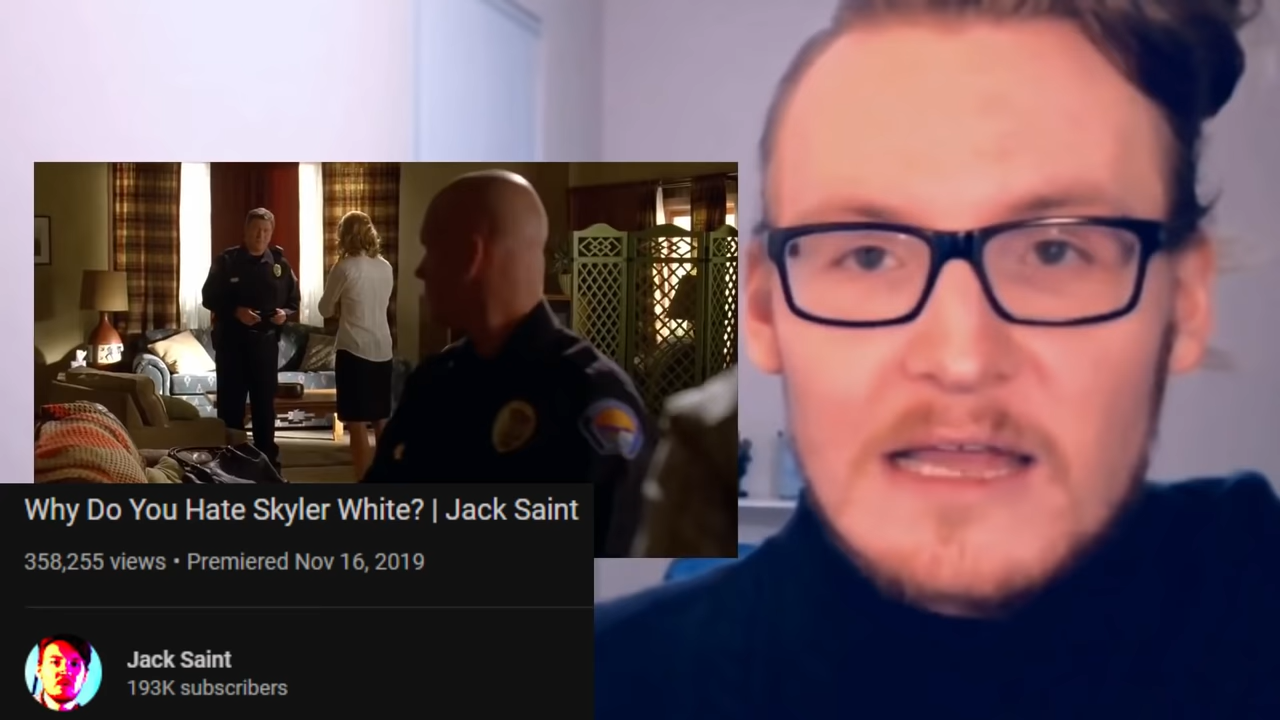 Why Do You Hate Skyler White? | Jack Saint
358,255 views • Premiered Nov 16, 2019
Jack Saint
193K subscribers